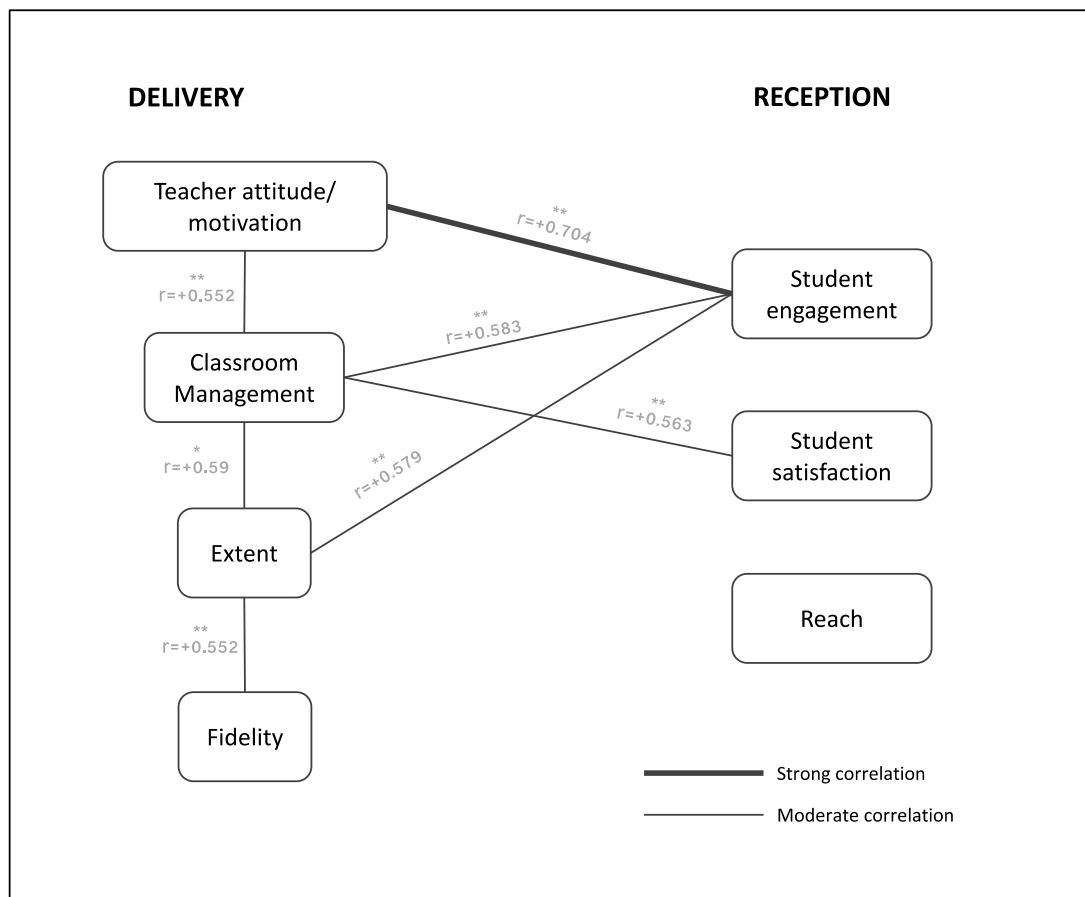 DELIVERY
RECEPTION
Teacher attitude/
motivation
**
r=+0.704
Student
engagement
**
r=+0.552
**
r=+0.583
Classroom
Management
**
r=+0.563
Student
satisfaction
*
r=+0.59
**
r=+0.579
Extent
Reach
**
r=+0.552
Fidelity
Strong correlation
Moderate correlation